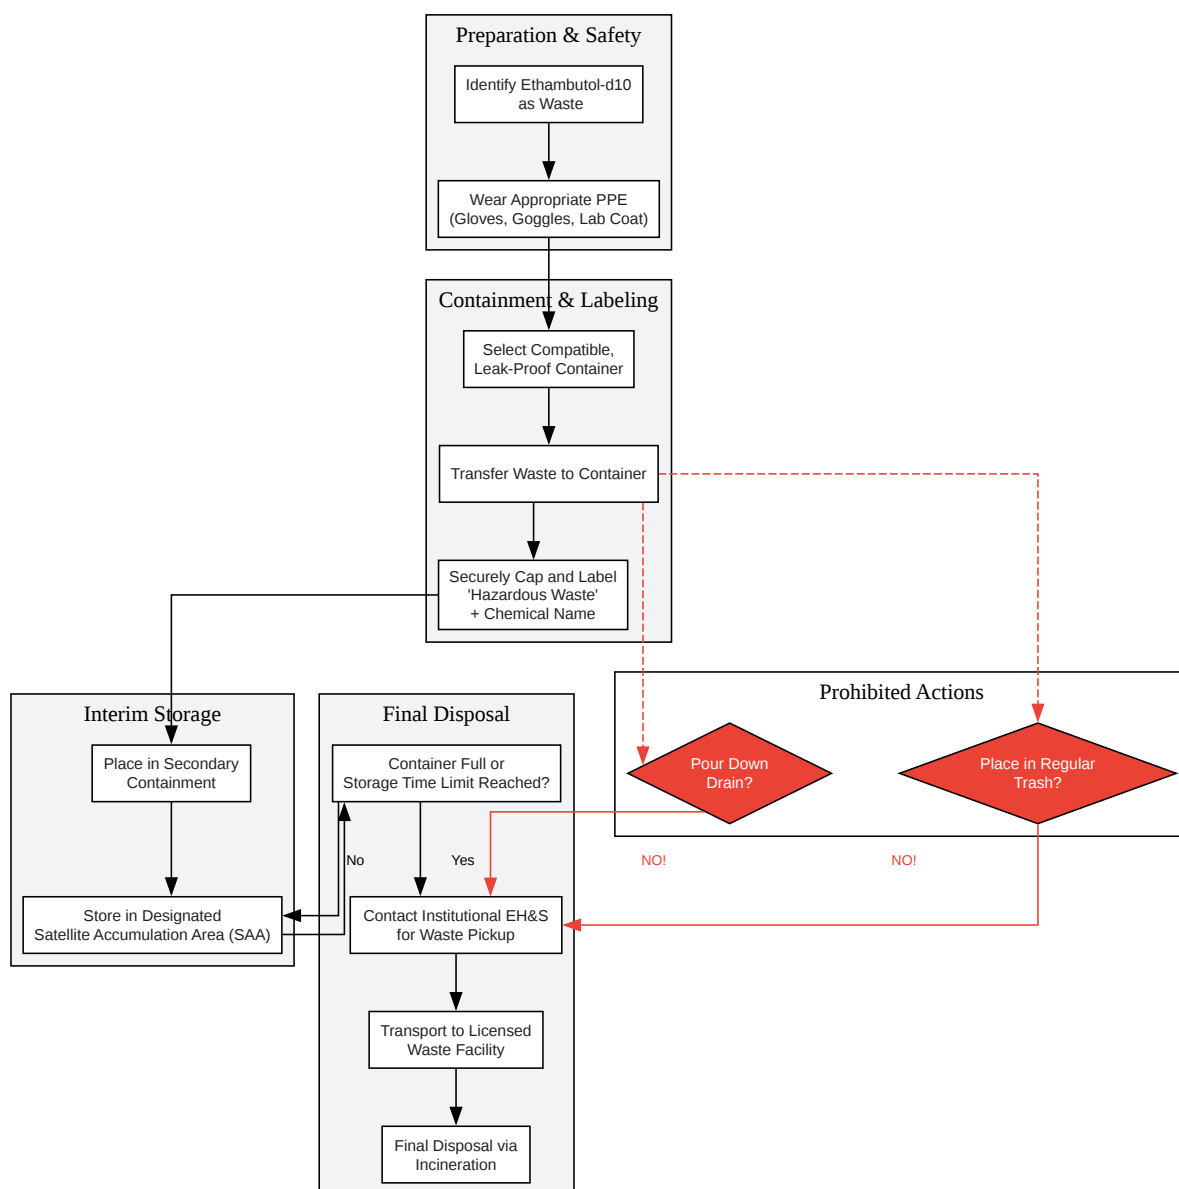 Preparation & Safety
Identify Ethambutol-d10
as Waste
Wear Appropriate PPE
(Gloves, Goggles, Lab Coat)
Containment & Labeling
Select Compatible,
Leak-Proof Container
Transfer Waste to Container
Securely Cap and Label
'Hazardous Waste'
+ Chemical Name
Interim Storage
Place in Secondary
Containment
Store in Designated
Satellite Accumulation Area (SAA)
Final Disposal
Container Full or
Storage Time Limit Reached?
No
Yes
Contact Institutional EH&S
for Waste Pickup
Transport to Licensed
Waste Facility
Final Disposal via
Incineration
Prohibited Actions
Pour Down
Drain?
Place in Regular
Trash?
NO!
NO!